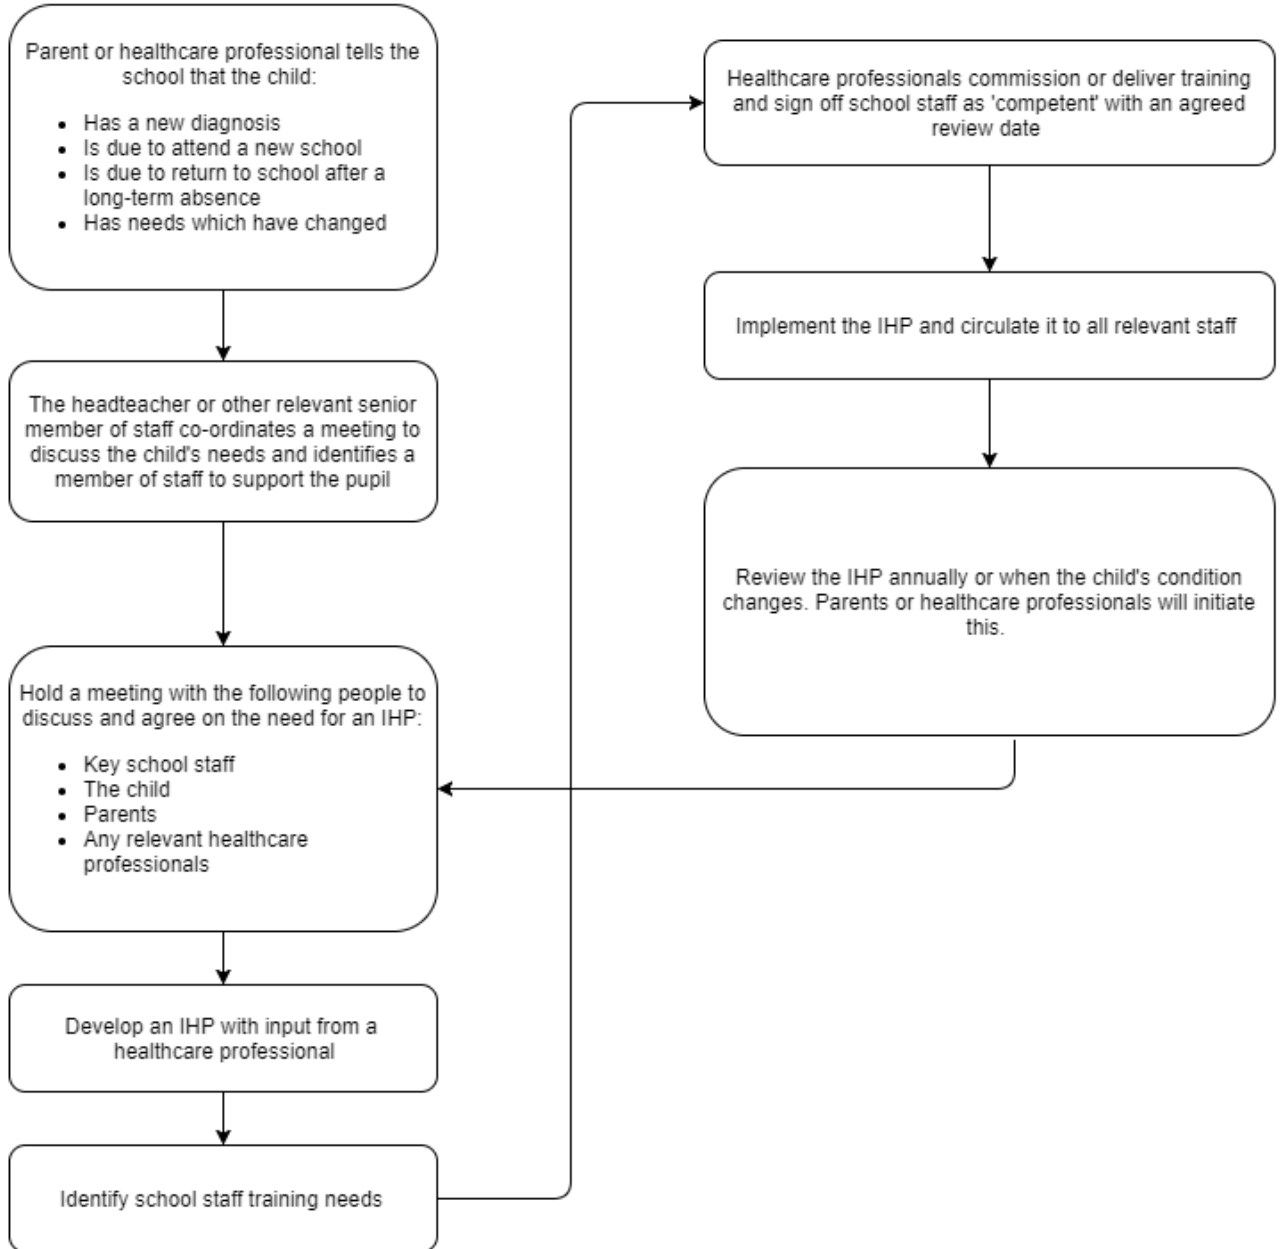 Parent or healthcare professional tells the
school that the child:
• Has a new diagnosis
• Is due to attend a new school
• Is due to return to school after a
long-term absence
• Has needs which have changed
The headteacher or other relevant senior
member of staff co-ordinates a meeting to
discuss the child's needs and identifies a
member of staff to support the pupil
Hold a meeting with the following people to
discuss and agree on the need for an IHP:
• Key school staff
• The child
• Parents
• Any relevant healthcare
professionals
Develop an IHP with input from a
healthcare professional
Identify school staff training needs
Healthcare professionals commission or deliver training
and sign off school staff as 'competent' with an agreed
review date
Implement the IHP and circulate it to all relevant staff
Review the IHP annually or when the child's condition
changes. Parents or healthcare professionals will initiate
this.